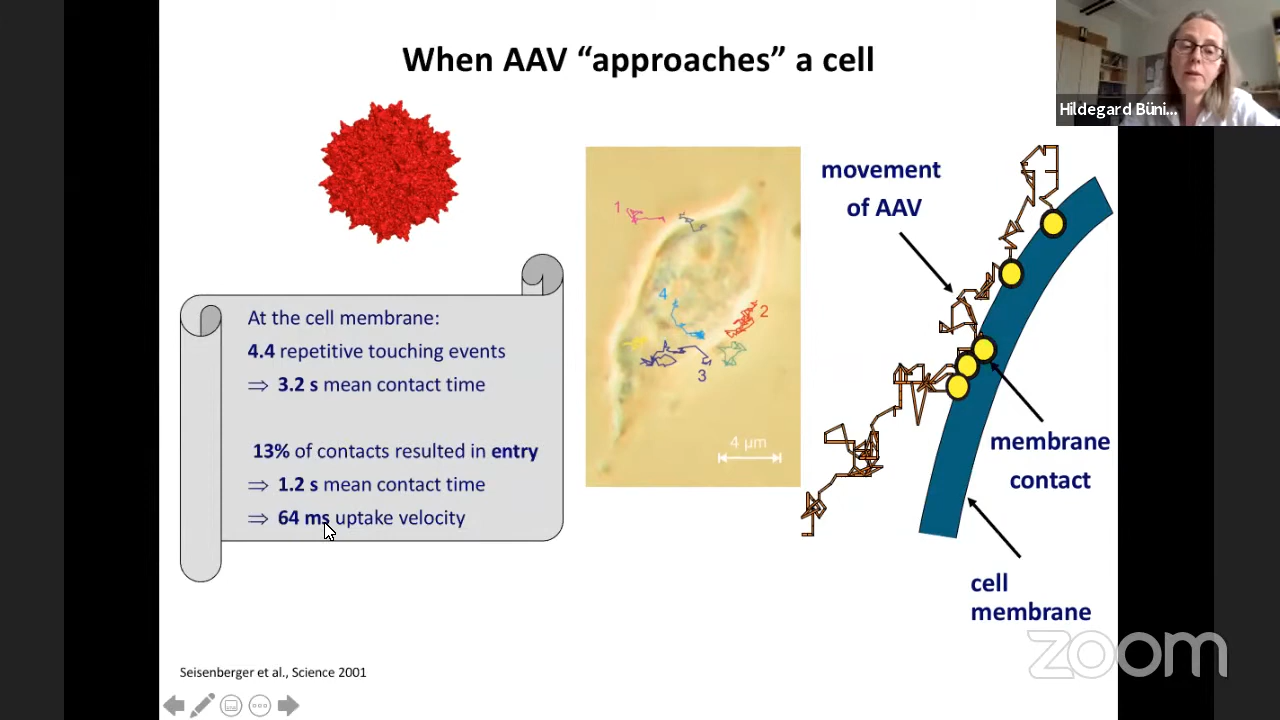 When AAV “approaches” a cell
Hildegard Büni...
At the cell membrane:
4.4 repetitive touching events
⇒ 3.2 s mean contact time
13% of contacts resulted in entry
⇒ 1.2 s mean contact time
⇒ 64 ms uptake velocity
1
4
2
3
4 µm
movement
of AAV
membrane
contact
cell
membrane
Seisenberger et al., Science 2001
zoom